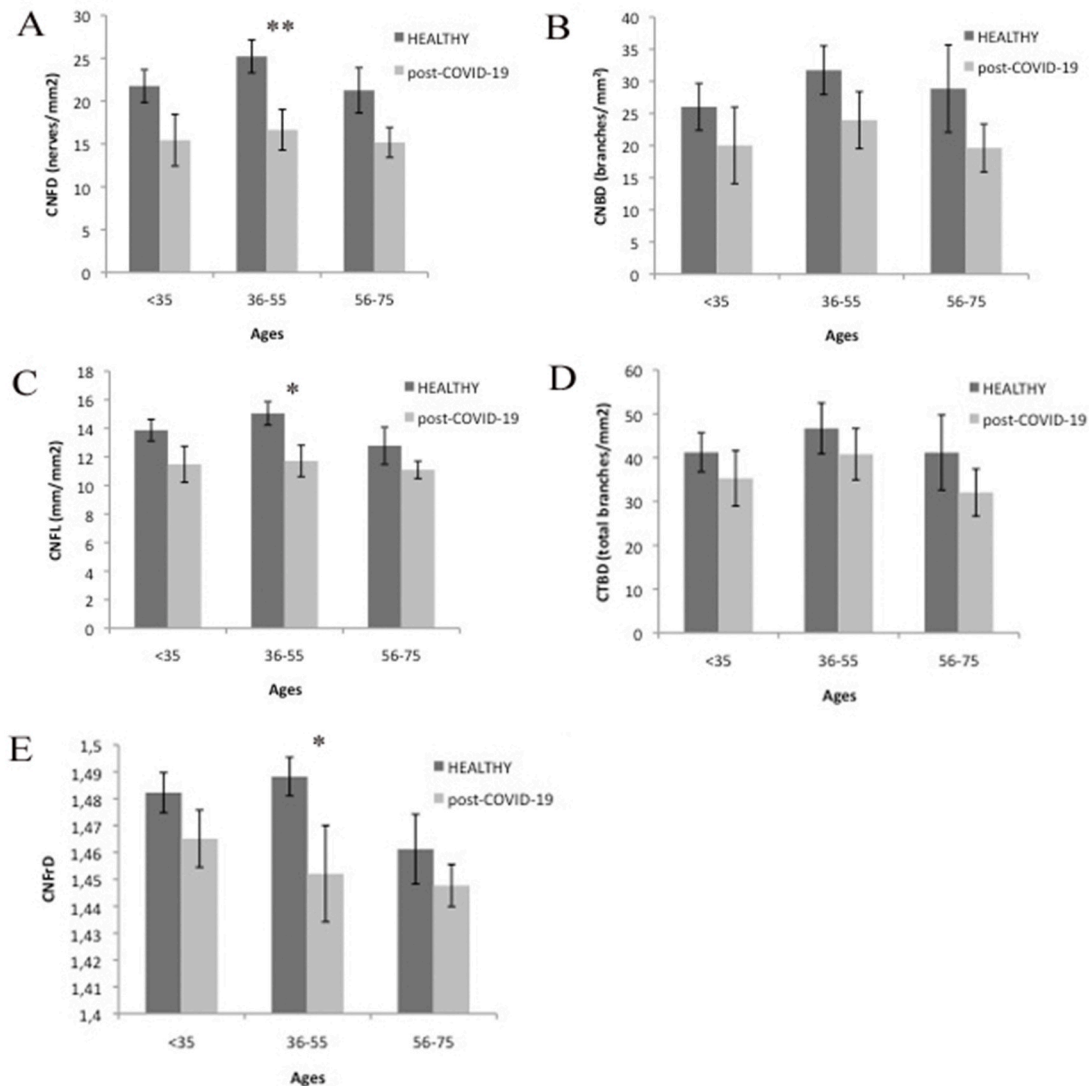 A
CNFD (nerves/mm2)
30
25
20
15
10
5
0
**
HEALTHY
post-COVID-19
<35
36-55
56-75
Ages
B
CNBD (branches/mm²)
40
35
30
25
20
15
10
5
0
HEALTHY
post-COVID-19
<35
36-55
56-75
Ages
C
CNFL (mm/mm2)
18
16
14
12
10
8
6
4
2
0
*
HEALTHY
post-COVID-19
<35
36-55
56-75
Ages
D
CTBD (total branches/mm2)
60
50
40
30
20
10
0
HEALTHY
post-COVID-19
<35
36-55
56-75
Ages
E
CNFrD
1,5
1,49
1,48
1,47
1,46
1,45
1,44
1,43
1,42
1,41
1,4
*
HEALTHY
post-COVID-19
<35
36-55
56-75
Ages